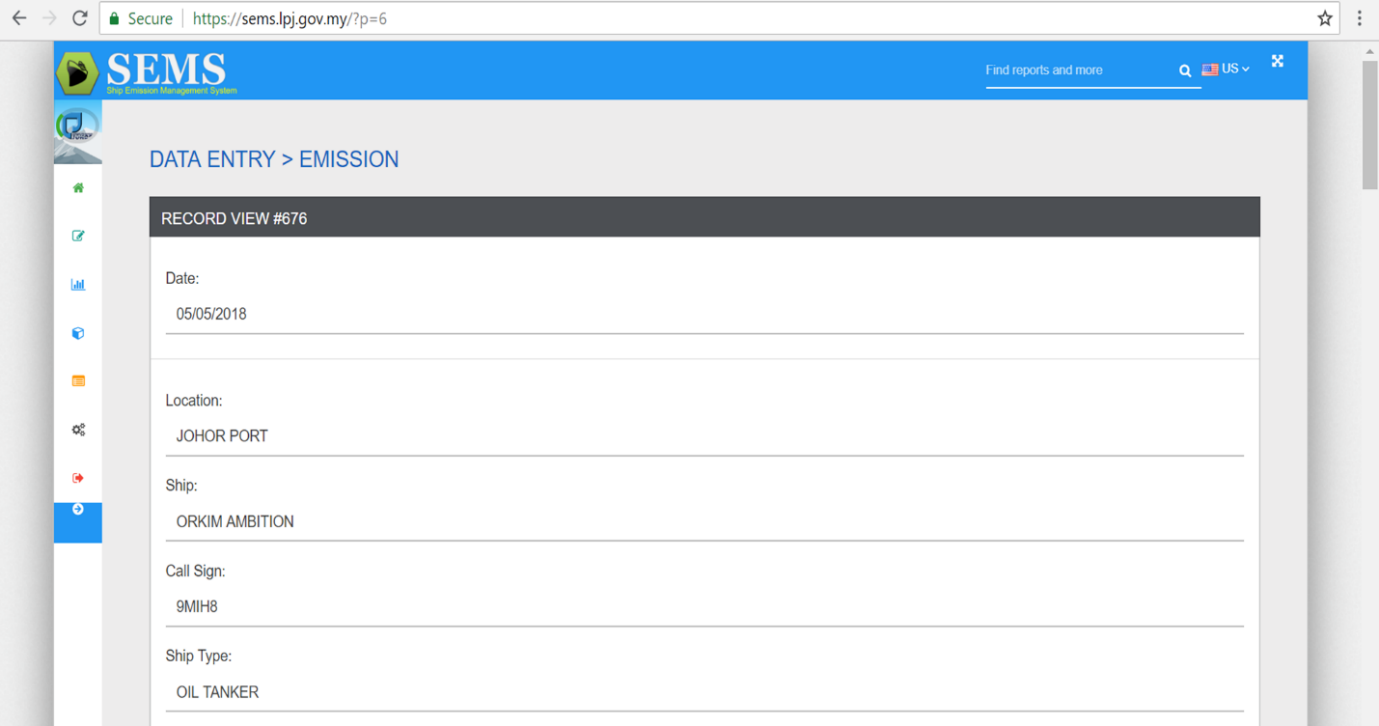 Secure
https://sems.lpj.gov.my/?p=6
SEMS
Ship Emission Management System
Find reports and more
US
DATA ENTRY > EMISSION
RECORD VIEW #676
Date:
05/05/2018
Location:
JOHOR PORT
Ship:
ORKIM AMBITION
Call Sign:
9MIH8
Ship Type:
OIL TANKER